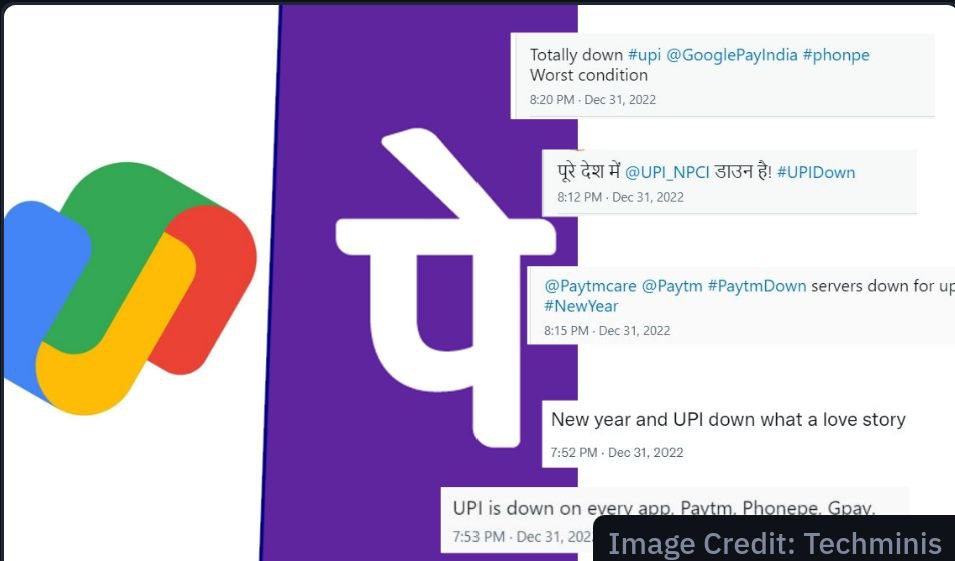 पे
Totally down #upi @GooglePayIndia #phonpe
Worst condition
8:20 PM · Dec 31, 2022
पूरे देश में @UPI_NPCI डाउन है! #UPIDown
8:12 PM · Dec 31, 2022
@Paytmcare @Paytm #PaytmDown servers down for up
#NewYear
8:15 PM · Dec 31, 2022
New year and UPI down what a love story
7:52 PM · Dec 31, 2022
UPI is down on every app. Paytm, Phonepe, Gpay.
7:53 PM · Dec 31, 202
Image Credit: Techminis